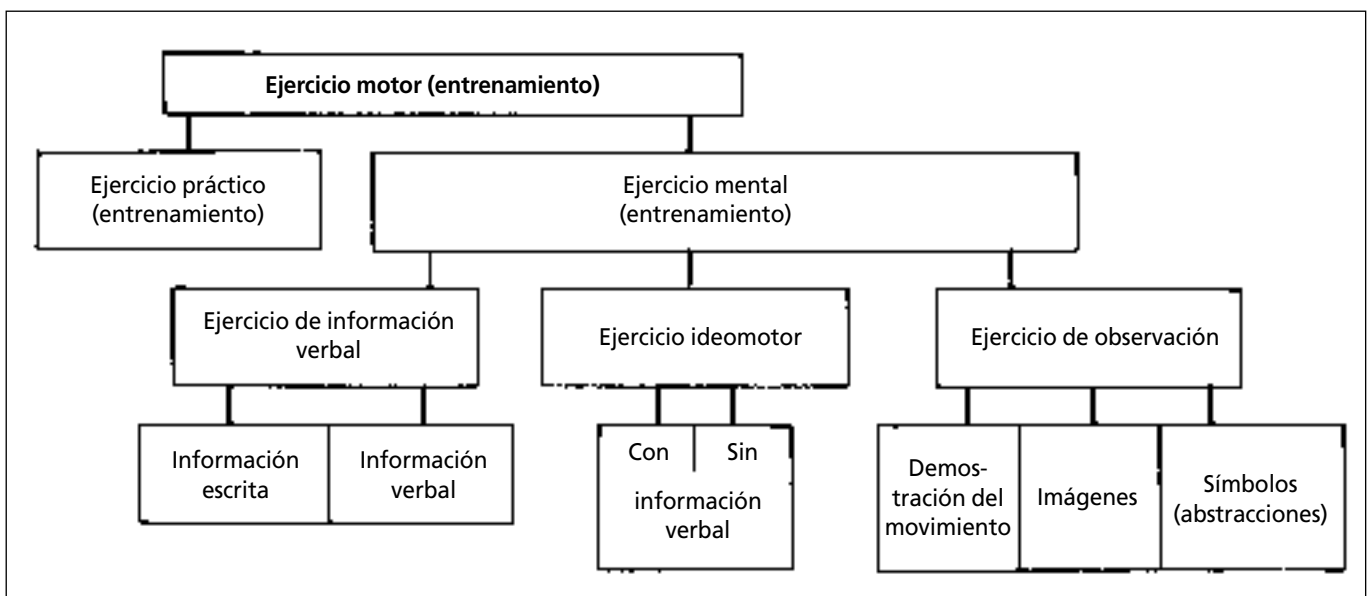 Ejercicio motor (entrenamiento)
Ejercicio práctico
(entrenamiento)
Ejercicio mental
(entrenamiento)
Ejercicio de información
verbal
Ejercicio ideomotor
Ejercicio de observación
Información
escrita
Información
verbal
Con
Sin
información
verbal
Demos-
tración del
movimiento
Imágenes
Símbolos
(abstracciones)